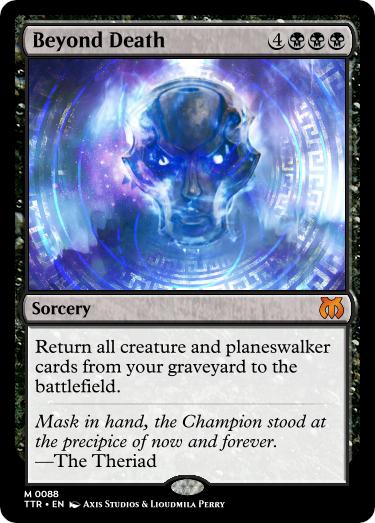 Beyond Death 4
Sorcery
Return all creature and planeswalker
cards from your graveyard to the
battlefield.
Mask in hand, the Champion stood at
the precipice of now and forever.
—The Theriad
M 0088
TTR • EN Axis Studios & Lioudmila Perry